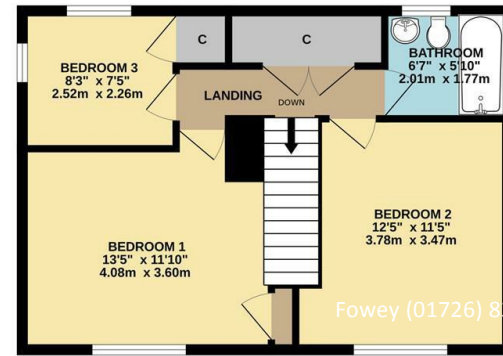 BEDROOM 3
8'3" x 7'5"
2.52m x 2.26m
C
C
BATHROOM
6'7" x 5'10"
2.01m x 1.77m
LANDING
DOWN
BEDROOM 1
13'5" x 11'10"
4.08m x 3.60m
BEDROOM 2
12'5" x 11'5"
3.78m x 3.47m
Fowey (01726) 8